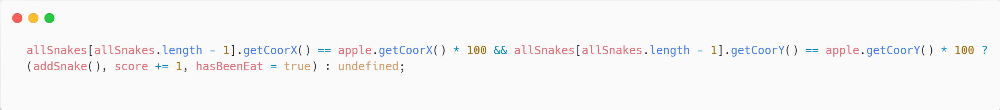 allSnakes[allSnakes.length - 1].getCoorX() == apple.getCoorX() * 100 && allSnakes[allSnakes.length - 1].getCoorY() == apple.getCoorY() * 100 ?
(addSnake(), score += 1, hasBeenEat = true) : undefined;